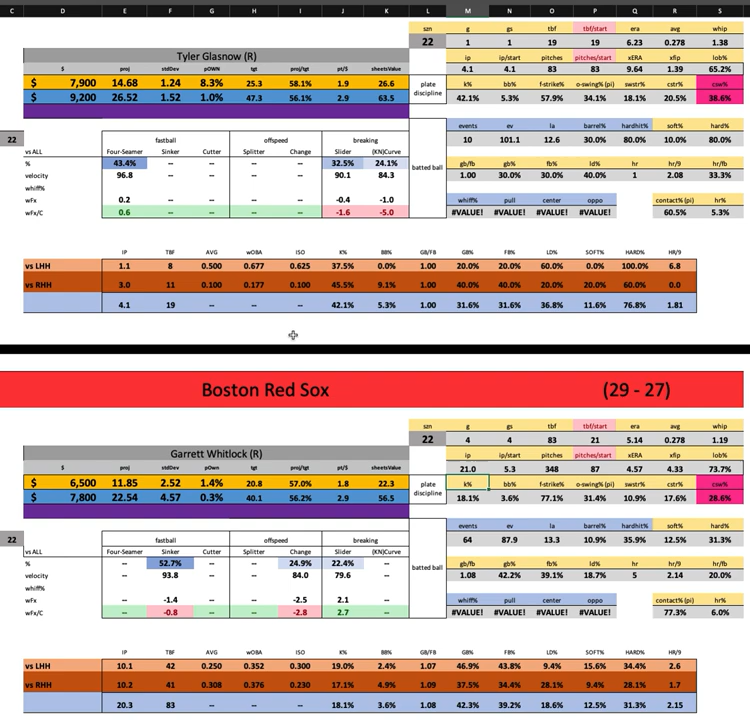 C D E F G H I J K L M N O P Q R S
szn g gs tbf tbf/start era avg whip
22 1 1 19 19 6.23 0.278 1.38
Tyler Glasnow (R) ip ip/start pitches pitches/start xERA xfip lob%
4.1 4.1 83 83 9.64 1.39 65.2%
$ proj stdDev pOWN tgt proj/tgt pt/$ sheetsValue
$ 7,900 14.68 1.24 8.3% 25.3 58.1% 1.9 26.6 plate discipline k% bb% f-strike% o-swing% (pi) swstr% cstr% csw%
$ 9,200 26.52 1.52 1.0% 47.3 56.1% 2.9 63.5 42.1% 5.3% 57.9% 34.1% 18.1% 20.5% 38.6%
events ev la barrel% hardhit% soft% hard%
22 fastball offspeed breaking 10 101.1 12.6 30.0% 80.0% 10.0% 80.0%
vs ALL Four-Seamer Sinker Cutter Splitter Change Slider (KN)Curve
% 43.4% -- -- -- -- 32.5% 24.1% batted ball gb/fb gb% fb% ld% hr hr/9 hr/fb
velocity 96.8 -- -- -- -- 90.1 84.3 1.00 30.0% 30.0% 40.0% 1 2.08 33.3%
whiff%
wFx 0.2 -- -- -- -- -0.4 -1.0 whiff% pull center oppo contact% (pi) hr%
wFx/C 0.6 -- -- -- -- -1.6 -5.0 #VALUE! #VALUE! #VALUE! #VALUE! 60.5% 5.3%
IP TBF AVG wOBA ISO K% BB% GB/FB GB% FB% LD% SOFT% HARD% HR/9
vs LHH 1.1 8 0.500 0.677 0.625 37.5% 0.0% 1.00 20.0% 20.0% 60.0% 0.0% 100.0% 6.8
vs RHH 3.0 11 0.100 0.177 0.100 45.5% 9.1% 1.00 40.0% 40.0% 20.0% 20.0% 60.0% 0.0
4.1 19 -- -- -- 42.1% 5.3% 1.00 31.6% 31.6% 36.8% 11.6% 76.8% 1.81
Boston Red Sox (29 - 27)
szn g gs tbf tbf/start era avg whip
22 4 4 83 21 5.14 0.278 1.19
Garrett Whitlock (R) ip ip/start pitches pitches/start xERA xfip lob%
$ proj stdDev pOwn tgt proj/tgt pt/$ sheetsValue 21.0 5.3 348 87 4.57 4.33 73.7%
$ 6,500 11.85 2.52 1.4% 20.8 57.0% 1.8 22.3 plate discipline k% bb% f-strike% o-swing% (pi) swstr% cstr% csw%
$ 7,800 22.54 4.57 0.3% 40.1 56.2% 2.9 56.5 18.1% 3.6% 77.1% 31.4% 10.9% 17.6% 28.6%
events ev la barrel% hardhit% soft% hard%
22 fastball offspeed breaking 64 87.9 13.3 10.9% 35.9% 12.5% 31.3%
vs ALL Four-Seamer Sinker Cutter Splitter Change Slider (KN)Curve
% -- 52.7% -- -- 24.9% 22.4% -- batted ball gb/fb gb% fb% ld% hr hr/9 hr/fb
velocity -- 93.8 -- -- 84.0 79.6 -- 1.08 42.2% 39.1% 18.7% 5 2.14 20.0%
whiff%
wFx -- -1.4 -- -- -2.5 2.1 -- whiff% pull center oppo contact% (pi) hr%
wFx/C -- -0.8 -- -- -2.8 2.7 -- #VALUE! #VALUE! #VALUE! #VALUE! 77.3% 6.0%
IP TBF AVG wOBA ISO K% BB% GB/FB GB% FB% LD% SOFT% HARD% HR/9
vs LHH 10.1 42 0.250 0.352 0.300 19.0% 2.4% 1.07 46.9% 43.8% 9.4% 15.6% 34.4% 2.6
vs RHH 10.2 41 0.308 0.376 0.230 17.1% 4.9% 1.09 37.5% 34.4% 28.1% 9.4% 28.1% 1.7
20.3 83 -- -- -- 18.1% 3.6% 1.08 42.3% 39.2% 18.6% 12.5% 31.3% 2.15